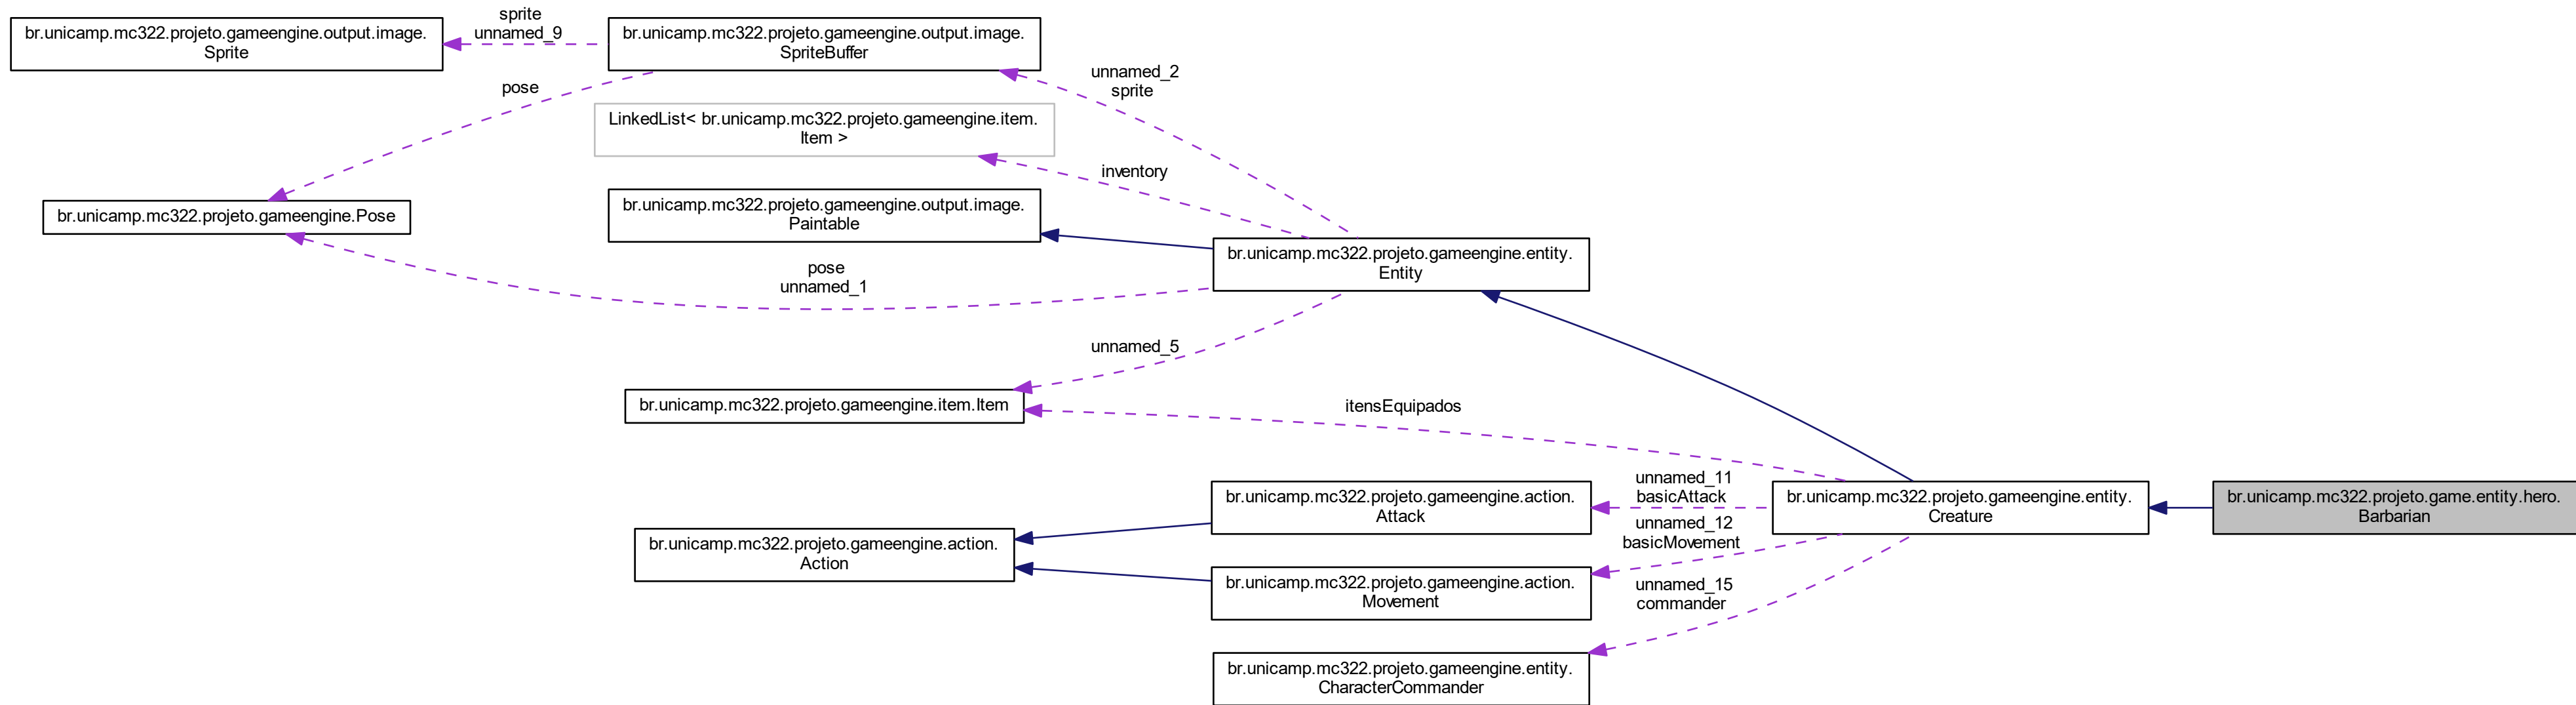 sprite
unnamed_9
br.unicamp.mc322.projeto.gameengine.output.image.
Sprite
br.unicamp.mc322.projeto.gameengine.output.image.
SpriteBuffer
unnamed_2
sprite
pose
LinkedList< br.unicamp.mc322.projeto.gameengine.item.
Item >
inventory
br.unicamp.mc322.projeto.gameengine.Pose
br.unicamp.mc322.projeto.gameengine.output.image.
Paintable
br.unicamp.mc322.projeto.gameengine.entity.
Entity
pose
unnamed_1
unnamed_5
br.unicamp.mc322.projeto.gameengine.item.Item
itensEquipados
unnamed_11
basicAttack
br.unicamp.mc322.projeto.gameengine.action.
Attack
br.unicamp.mc322.projeto.gameengine.entity.
Creature
br.unicamp.mc322.projeto.game.entity.hero.
Barbarian
unnamed_12
basicMovement
br.unicamp.mc322.projeto.gameengine.action.
Action
br.unicamp.mc322.projeto.gameengine.action.
Movement
unnamed_15
commander
br.unicamp.mc322.projeto.gameengine.entity.
CharacterCommander